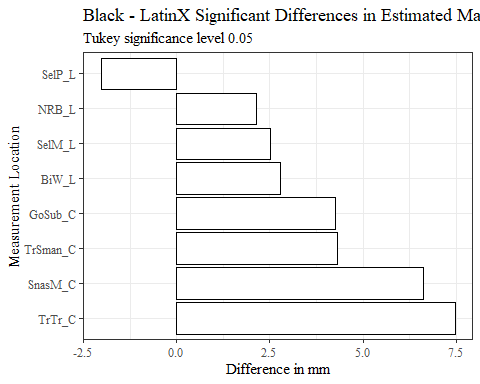 Black - LatinX Significant Differences in Estimated Ma
Tukey significance level 0.05
Measurement Location
SelP_L
NRB_L
SelM_L
BiW_L
GoSub_C
TrSman_C
SnasM_C
TrTr_C
-2.5 0.0 2.5 5.0 7.5
Difference in mm